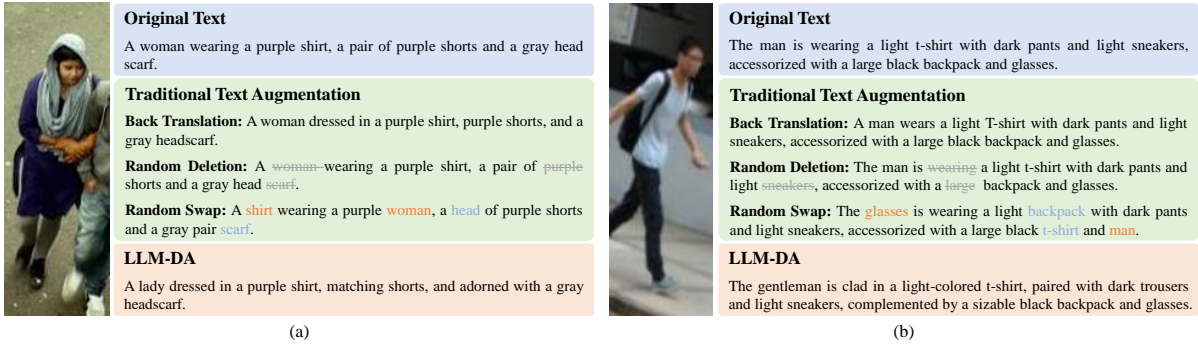 Original Text
A woman wearing a purple shirt, a pair of purple shorts and a gray head
scarf.
Traditional Text Augmentation
Back Translation: A woman dressed in a purple shirt, purple shorts, and a
gray headscarf.
Random Deletion: A woman wearing a purple shirt, a pair of purple
shorts and a gray head scarf.
Random Swap: A shirt wearing a purple woman, a head of purple shorts
and a gray pair scarf.
LLM-DA
A lady dressed in a purple shirt, matching shorts, and adorned with a gray
headscarf.
(a)
Original Text
The man is wearing a light t-shirt with dark pants and light sneakers,
accessorized with a large black backpack and glasses.
Traditional Text Augmentation
Back Translation: A man wears a light T-shirt with dark pants and light
sneakers, accessorized with a large black backpack and glasses.
Random Deletion: The man is wearing a light t-shirt with dark pants and
light sneakers, accessorized with a large backpack and glasses.
Random Swap: The glasses is wearing a light backpack with dark pants
and light sneakers, accessorized with a large black t-shirt and man.
LLM-DA
The gentleman is clad in a light-colored t-shirt, paired with dark trousers
and light sneakers, complemented by a sizable black backpack and glasses.
(b)